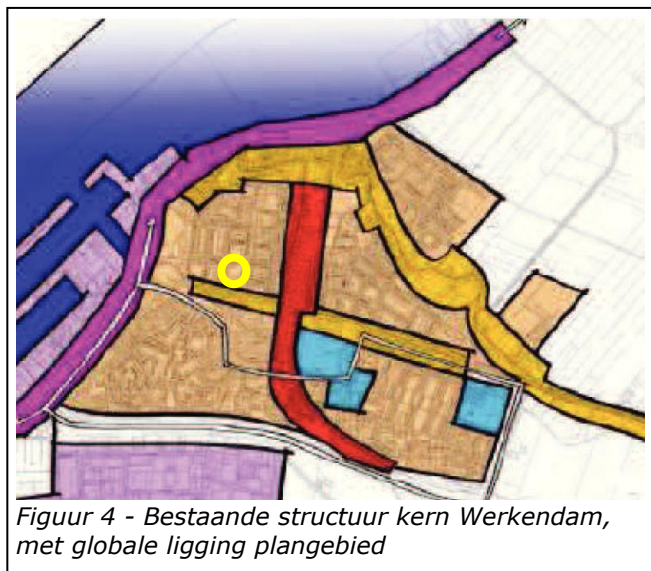 Figuur 4 - Bestaande structuur kern Werkendam,
met globale ligging plangebied